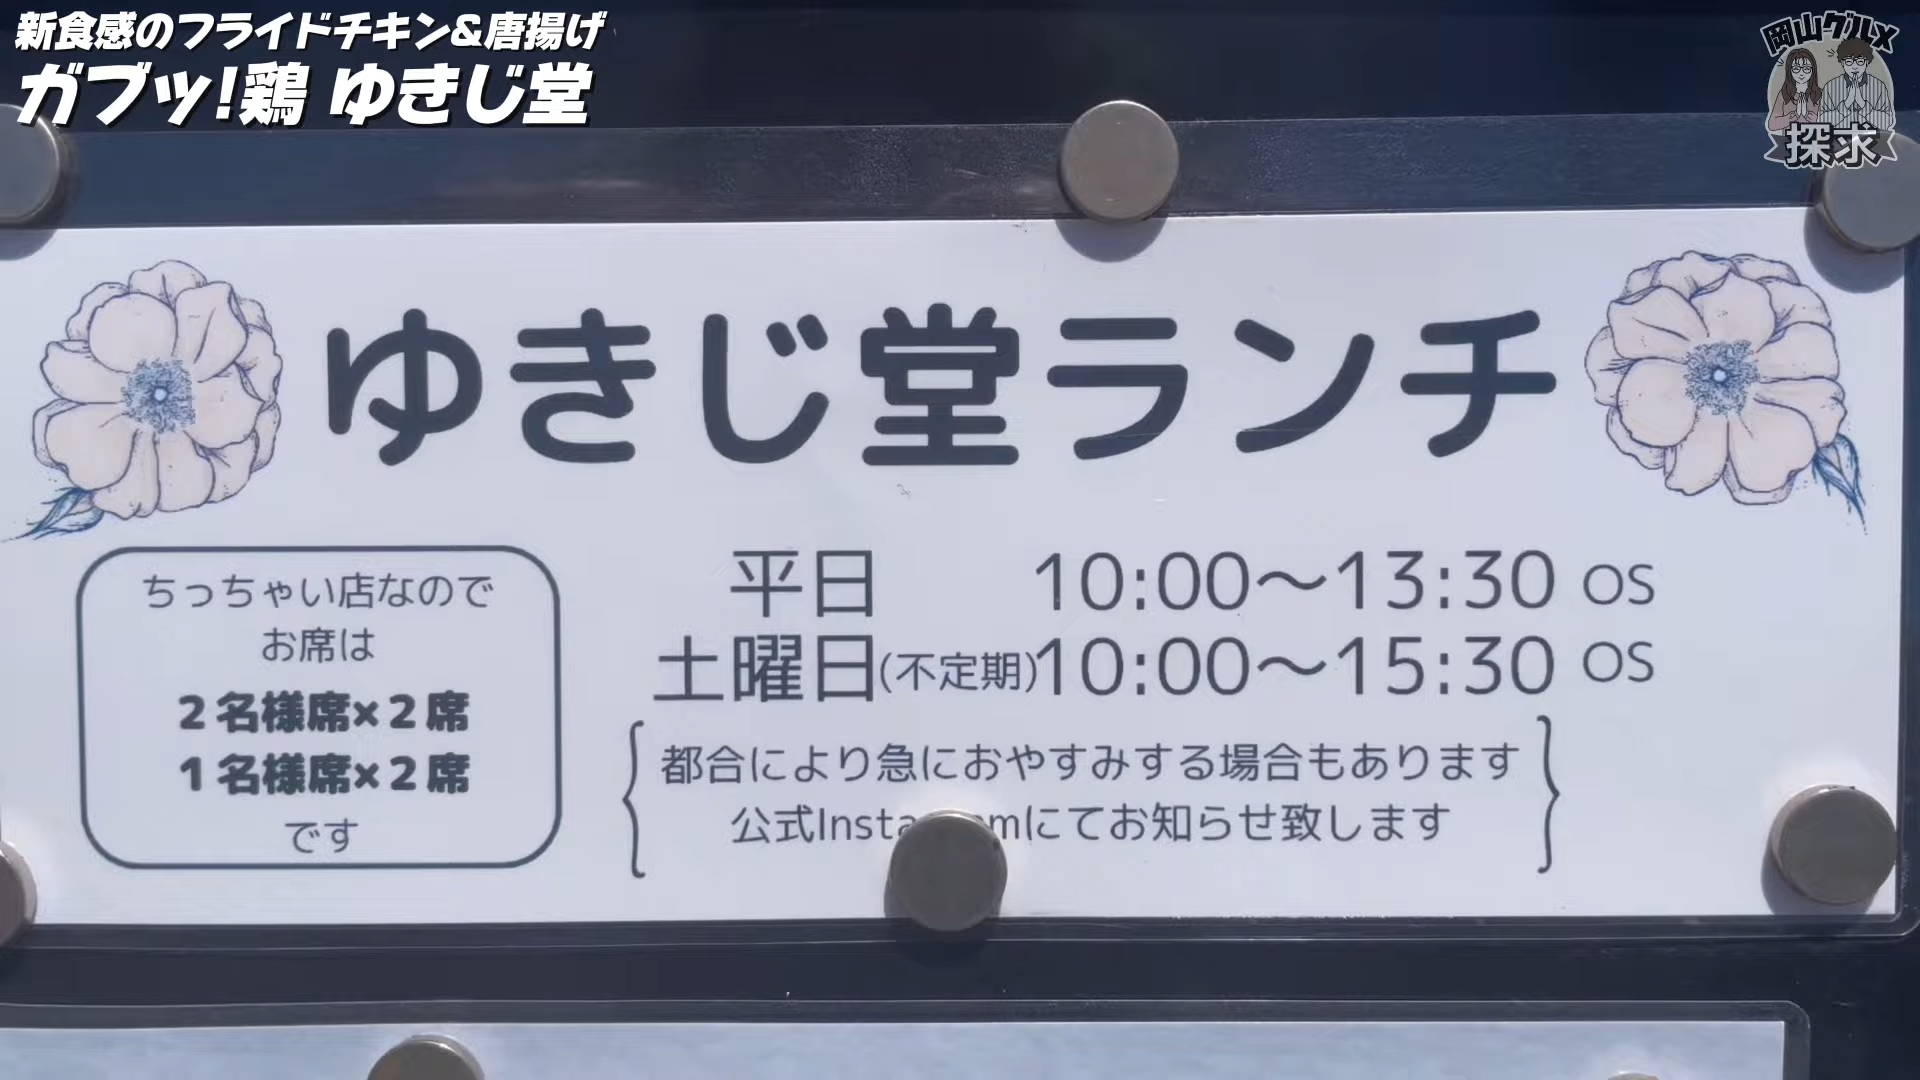 新食感のフライドチキン&唐揚げ
ガブッ!鶏 ゆきじ堂
岡山グルメ
探求
ゆきじ堂ランチ
ちっちゃい店なので
お席は
2名様席×2席
1名様席×2席
です
平日 10:00〜13:30 OS
土曜日(不定期)10:00〜15:30 OS
都合により急におやすみする場合もあります
公式Insta mにてお知らせ致します